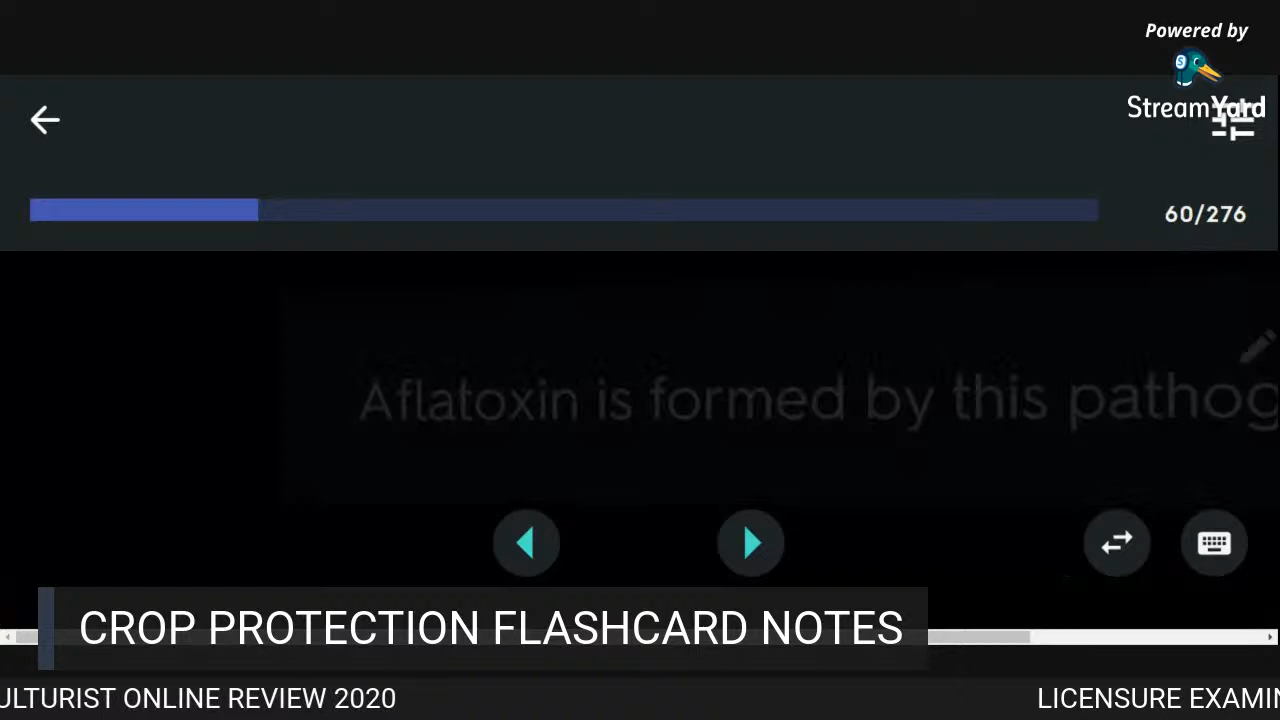 Powered by
StreamYard
60/276
Aflatoxin is formed by this pathog
CROP PROTECTION FLASHCARD NOTES
ULTURIST ONLINE REVIEW 2020
LICENSURE EXAMIN